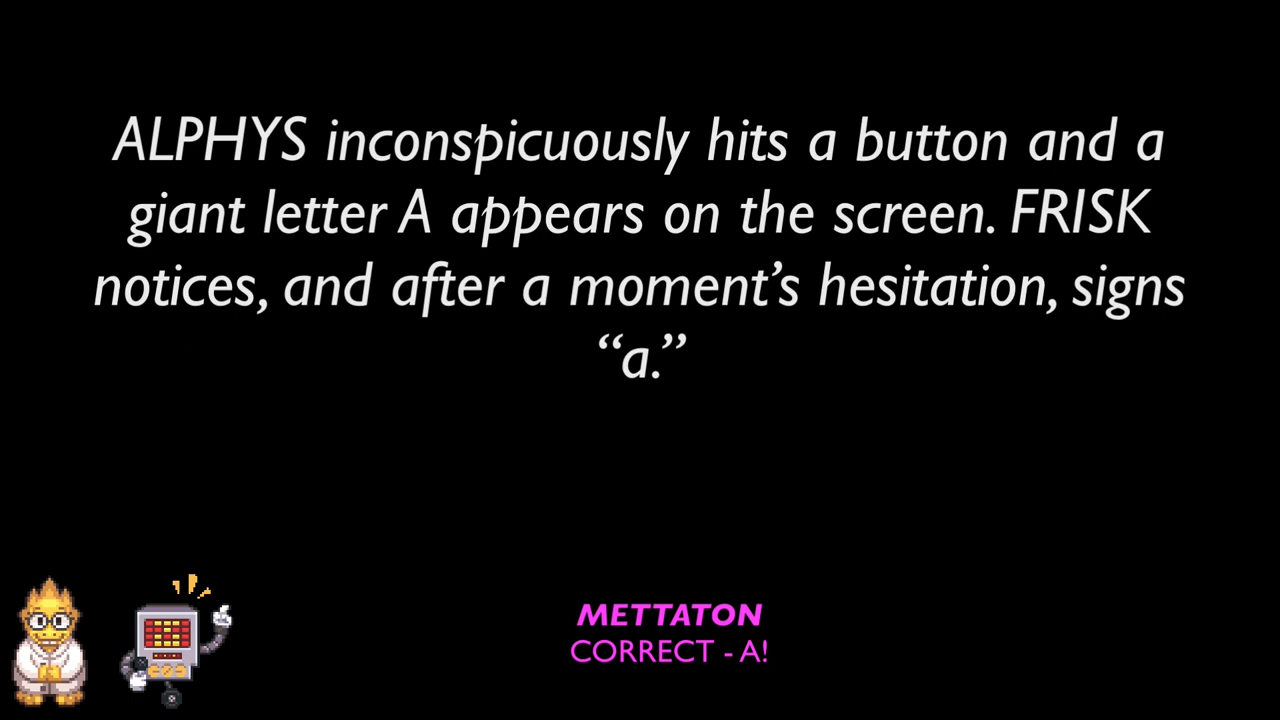 ALPHYS inconspicuously hits a button and a
giant letter A appears on the screen. FRISK
notices, and after a moment’s hesitation, signs
“a.”
METTATON
CORRECT - A!